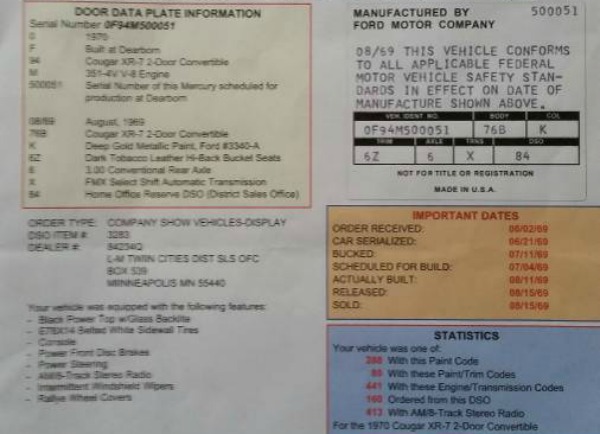 DOOR DATA PLATE INFORMATION
Serial Number 0F94M500051
0 1970
F Built at Dearborn
94 Cougar XR-7 2-Door Convertible
M 351-4V V-8 Engine
500051 Serial Number of this Mercury scheduled for
production at Dearborn
08/69 August, 1969
76B Cougar XR-7 2-Door Convertible
K Deep Gold Metallic Paint, Ford #3340-A
6Z Dark Tobacco Leather Hi-Back Bucket Seats
6 3.00 Conventional Rear Axle
X FMX Select Shift Automatic Transmission
84 Home Office Reserve DSO (District Sales Office)
ORDER TYPE: COMPANY SHOW VEHICLES-DISPLAY
DSO ITEM #: 3283
DEALER #: 84234Q
L-M TWIN CITIES DIST SLS OFC
BOX 539
MINNEAPOLIS MN 55440
Your vehicle was equipped with the following features:
- Black Power Top w/Glass Backlite
- E78X14 Belted White Sidewall Tires
- Console
- Power Front Disc Brakes
- Power Steering
- AM/8-Track Stereo Radio
- Intermittent Windshield Wipers
- Rallye Wheel Covers
MANUFACTURED BY 500051
FORD MOTOR COMPANY
08/69 THIS VEHICLE CONFORMS
TO ALL APPLICABLE FEDERAL
MOTOR VEHICLE SAFETY STAN-
DARDS IN EFFECT ON DATE OF
MANUFACTURE SHOWN ABOVE.
VEH. IDENT. NO. BODY COL
0F94M500051 76B K
TRIM AXLE TRNS DSO
6Z 6 X 84
NOT FOR TITLE OR REGISTRATION
MADE IN U.S.A.
IMPORTANT DATES
ORDER RECEIVED: 06/02/69
CAR SERIALIZED: 06/21/69
BUCKED: 07/11/69
SCHEDULED FOR BUILD: 07/04/69
ACTUALLY BUILT: 08/11/69
RELEASED: 08/15/69
SOLD: 08/15/69
STATISTICS
Your vehicle was one of:
With this Paint Code
With these Paint/Trim Codes
441 With these Engine/Transmission Codes
160 Ordered from this DSO
413 With AM/8-Track Stereo Radio
For the 1970 Cougar XR-7 2-Door Convertible